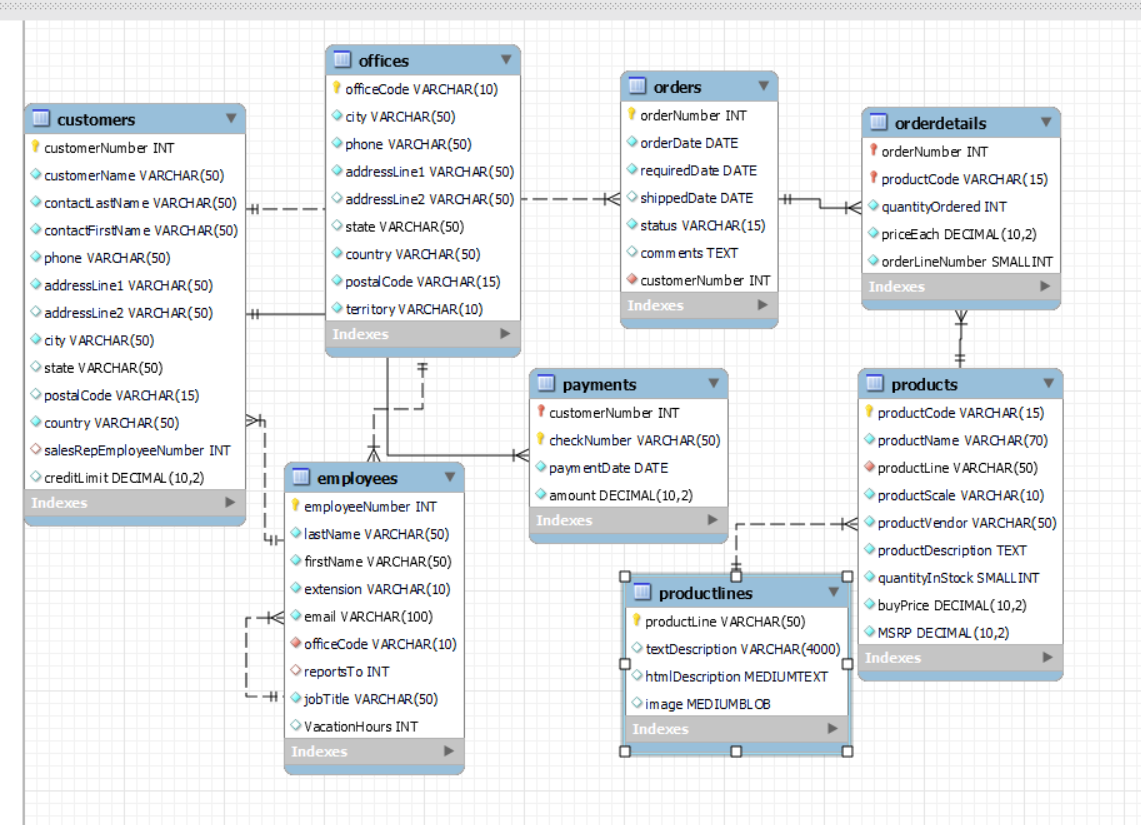 customers
customerNumber INT
customerName VARCHAR(50)
contactLastName VARCHAR(50)
contactFirstName VARCHAR(50)
phone VARCHAR(50)
addressLine1 VARCHAR(50)
addressLine2 VARCHAR(50)
city VARCHAR(50)
state VARCHAR(50)
postalCode VARCHAR(15)
country VARCHAR(50)
salesRepEmployeeNumber INT
creditLimit DECIMAL(10,2)
Indexes
offices
officeCode VARCHAR(10)
city VARCHAR(50)
phone VARCHAR(50)
addressLine1 VARCHAR(50)
addressLine2 VARCHAR(50)
state VARCHAR(50)
country VARCHAR(50)
postalCode VARCHAR(15)
territory VARCHAR(10)
Indexes
orders
orderNumber INT
orderDate DATE
requiredDate DATE
shippedDate DATE
status VARCHAR(15)
comments TEXT
customerNumber INT
Indexes
orderdetails
orderNumber INT
productCode VARCHAR(15)
quantityOrdered INT
priceEach DECIMAL(10,2)
orderLineNumber SMALLINT
Indexes
employees
employeeNumber INT
lastName VARCHAR(50)
firstName VARCHAR(50)
extension VARCHAR(10)
email VARCHAR(100)
officeCode VARCHAR(10)
reportsTo INT
jobTitle VARCHAR(50)
VacationHours INT
Indexes
payments
customerNumber INT
checkNumber VARCHAR(50)
paymentDate DATE
amount DECIMAL(10,2)
Indexes
products
productCode VARCHAR(15)
productName VARCHAR(70)
productLine VARCHAR(50)
productScale VARCHAR(10)
productVendor VARCHAR(50)
productDescription TEXT
quantityInStock SMALLINT
buyPrice DECIMAL(10,2)
MSRP DECIMAL(10,2)
Indexes
productlines
productLine VARCHAR(50)
textDescription VARCHAR(4000)
htmlDescription MEDIUMTEXT
image MEDIUMBLOB
Indexes